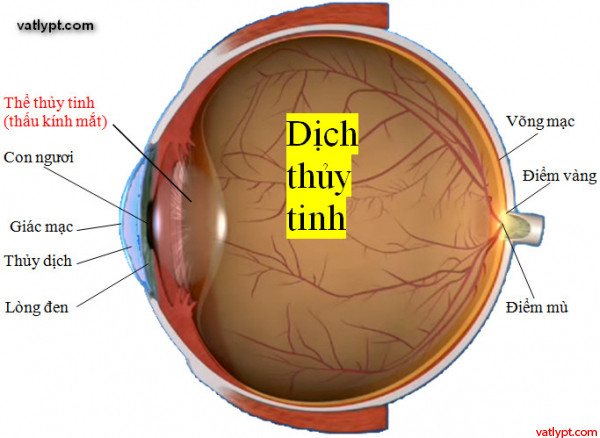 vatlypt.com
Thể thủy tinh
(thấu kính mắt)
Con ngươi
Giác mạc
Thủy dịch
Lòng đen
Dịch
thủy
tinh
Võng mạc
Điểm vàng
Điểm mù
vatlypt.com